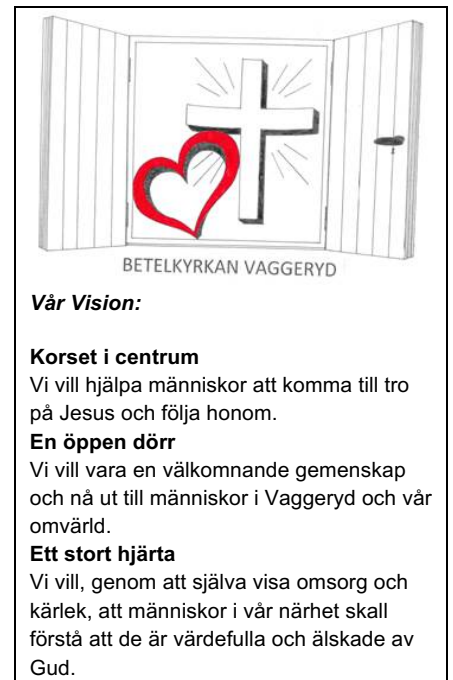 BETELKYRKAN VAGGERYD
Vår Vision:
Korset i centrum
Vi vill hjälpa människor att komma till tro
på Jesus och följa honom.
En öppen dörr
Vi vill vara en välkomnande gemenskap
och nå ut till människor i Vaggeryd och vår
omvärld.
Ett stort hjärta
Vi vill, genom att själva visa omsorg och
kärlek, att människor i vår närhet skall
förstå att de är värdefulla och älskade av
Gud.